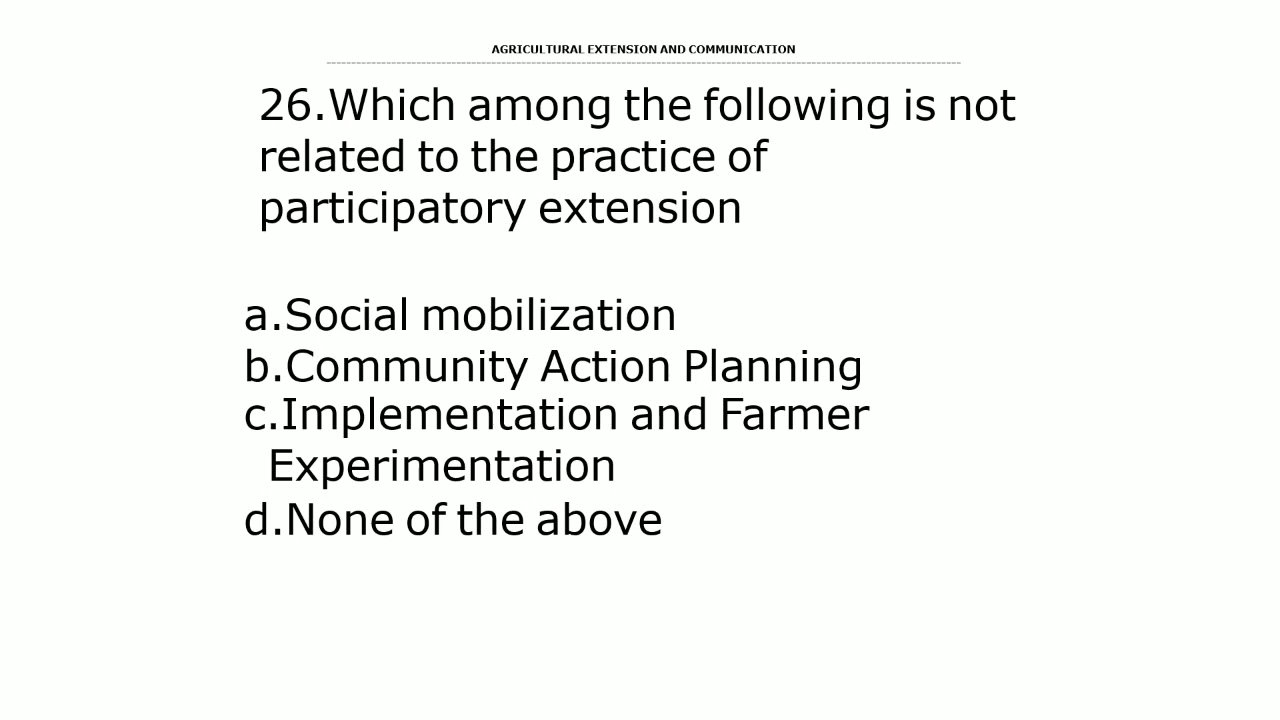 AGRICULTURAL EXTENSION AND COMMUNICATION
26.Which among the following is not
related to the practice of
participatory extension
a.Social mobilization
b.Community Action Planning
c.Implementation and Farmer
Experimentation
d.None of the above